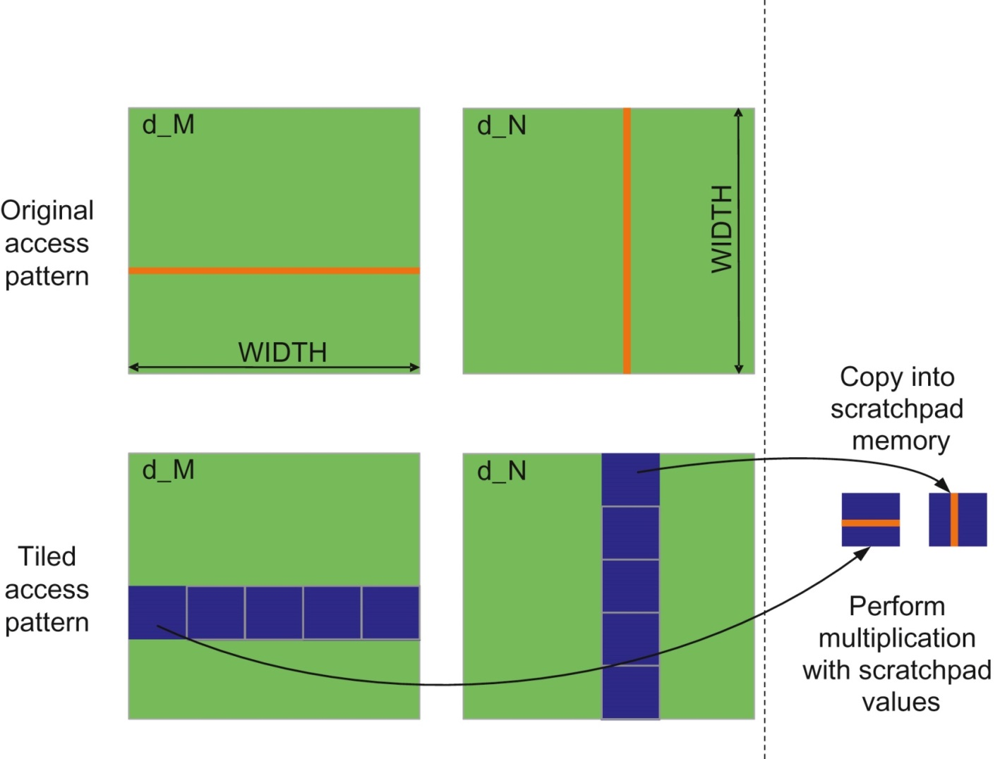 d_M
d_N
Original
access
pattern
WIDTH
WIDTH
Copy into
scratchpad
memory
d_M
d_N
Tiled
access
pattern
Perform
multiplication
with scratchpad
values